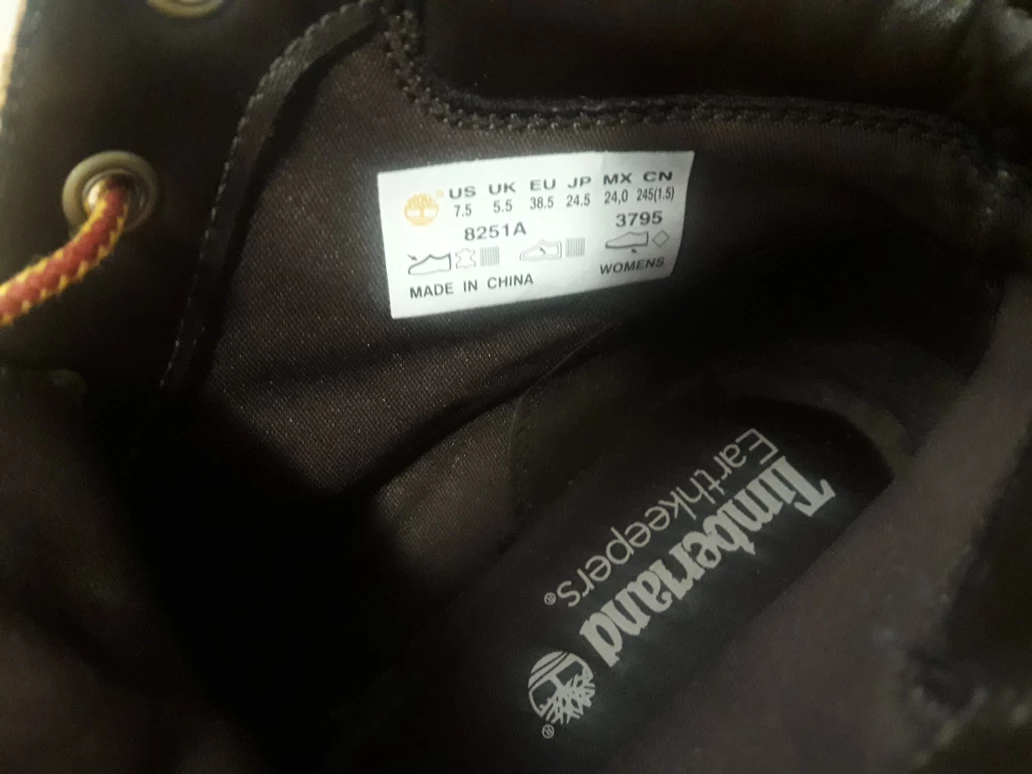 US UK EU JP MX CN
7.5 5.5 38.5 24.5 24,0 245(1.5)
8251A 3795
WOMENS
MADE IN CHINA
Timberland
Earthkeepers®